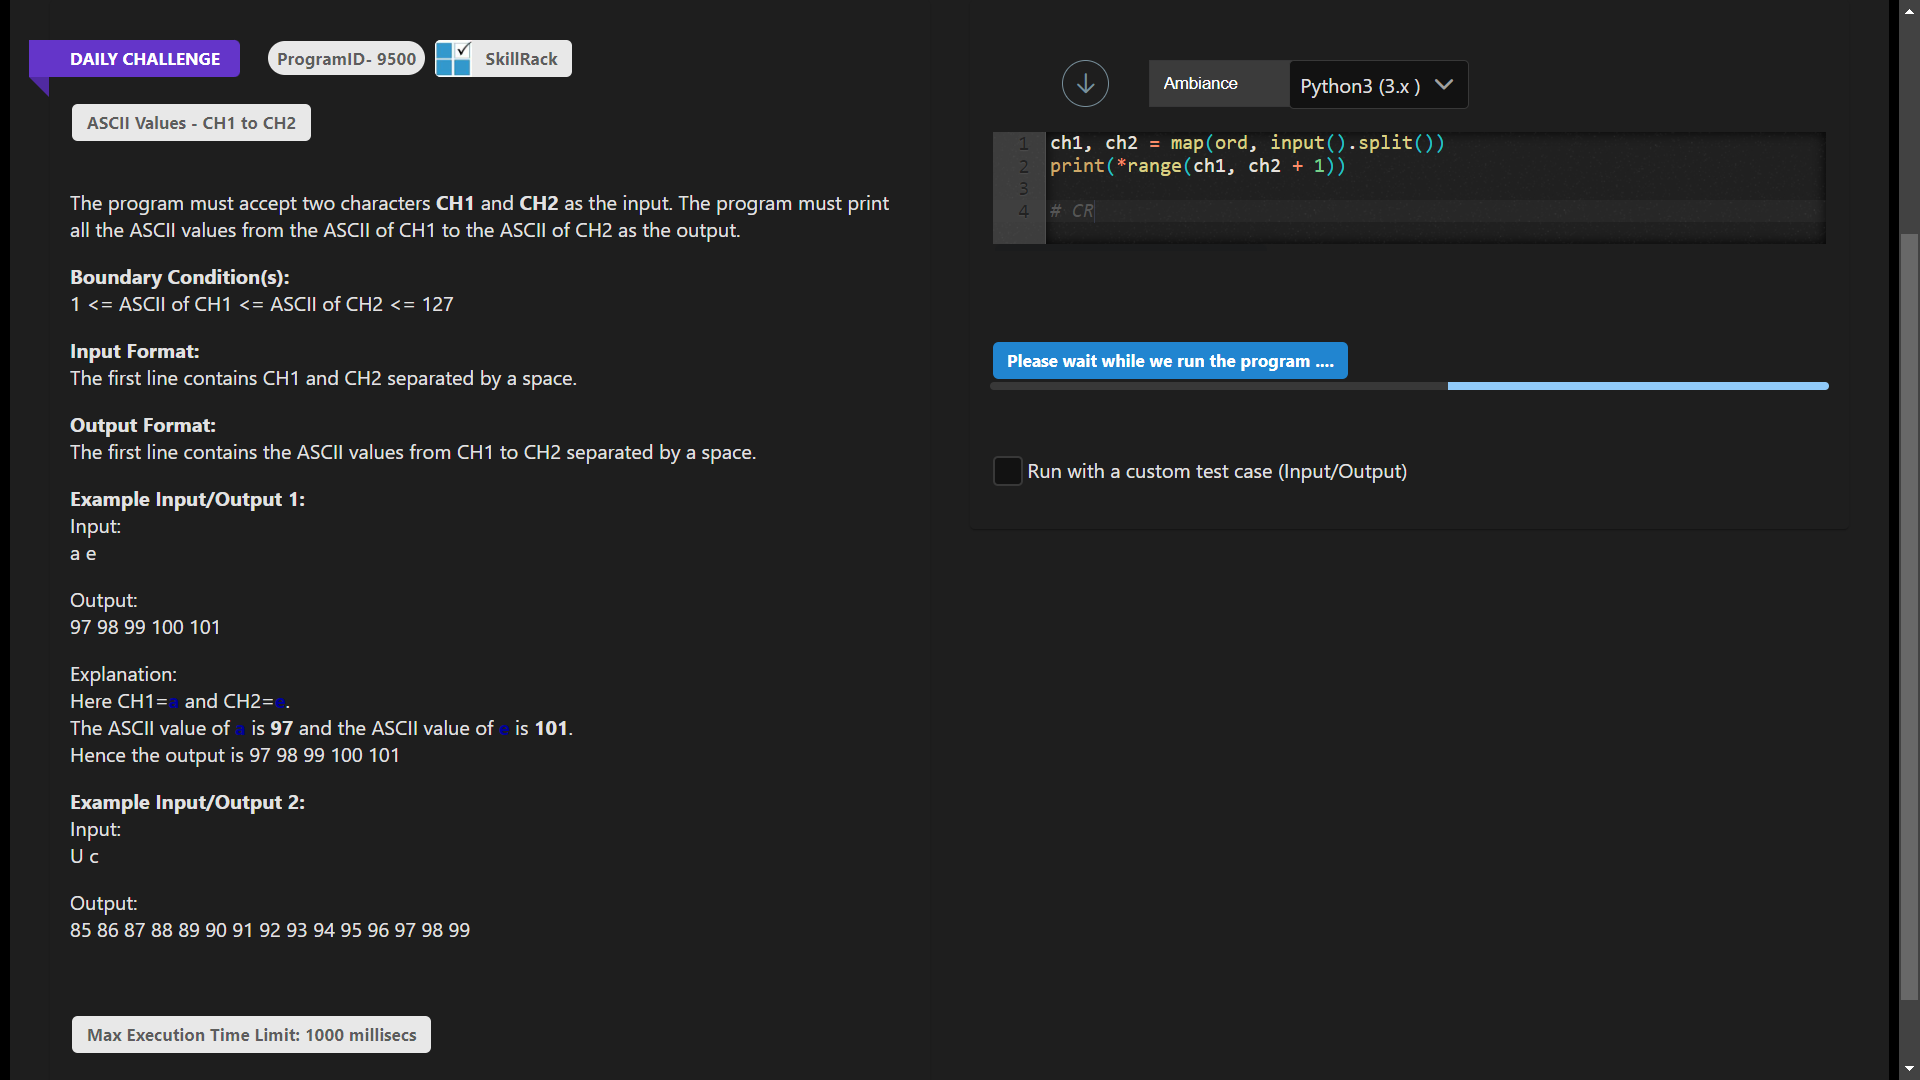 DAILY CHALLENGE
ProgramID- 9500
SkillRack
ASCII Values - CH1 to CH2
The program must accept two characters CH1 and CH2 as the input. The program must print
all the ASCII values from the ASCII of CH1 to the ASCII of CH2 as the output.
Boundary Condition(s):
1 <= ASCII of CH1 <= ASCII of CH2 <= 127
Input Format:
The first line contains CH1 and CH2 separated by a space.
Output Format:
The first line contains the ASCII values from CH1 to CH2 separated by a space.
Example Input/Output 1:
Input:
a e
Output:
97 98 99 100 101
Explanation:
Here CH1=a and CH2=e.
The ASCII value of a is 97 and the ASCII value of e is 101.
Hence the output is 97 98 99 100 101
Example Input/Output 2:
Input:
U c
Output:
85 86 87 88 89 90 91 92 93 94 95 96 97 98 99
Max Execution Time Limit: 1000 millisecs
Ambiance
Python3 (3.x )
1 ch1, ch2 = map(ord, input().split())
2 print(*range(ch1, ch2 + 1))
3
4 # CR
Please wait while we run the program ....
Run with a custom test case (Input/Output)